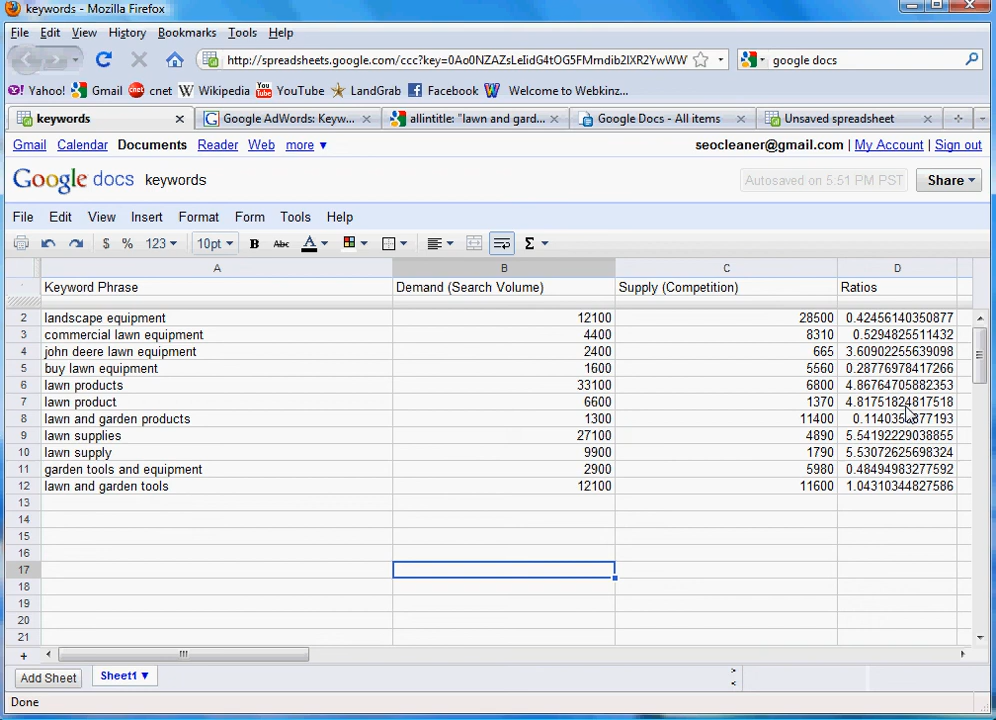 keywords - Mozilla Firefox
File Edit View History Bookmarks Tools Help
http://spreadsheets.google.com/ccc?key=0Ao0NZAZsLeIidG4tOG5FMmdib2lXR2YwWW google docs
Yahoo! Gmail cnet cnet Wikipedia YouTube LandGrab Facebook Welcome to Webkinz...
keywords Google AdWords: Keyw... allintitle: "lawn and gard... Google Docs - All items Unsaved spreadsheet
Gmail Calendar Documents Reader Web more ▼ seocleaner@gmail.com | My Account | Sign out
Google docs keywords Autosaved on 5:51 PM PST Share
File Edit View Insert Format Form Tools Help
$ % 123 10pt B Abc A Σ
A B C D
Keyword Phrase Demand (Search Volume) Supply (Competition) Ratios
2 landscape equipment 12100 28500 0.42456140350877
3 commercial lawn equipment 4400 8310 0.5294825511432
4 john deere lawn equipment 2400 665 3.60902255639098
5 buy lawn equipment 1600 5560 0.28776978417266
6 lawn products 33100 6800 4.86764705882353
7 lawn product 6600 1370 4.81751824817518
8 lawn and garden products 1300 11400
9 lawn supplies 27100 4890 5.54192229038855
10 lawn supply 9900 1790 5.53072625698324
11 garden tools and equipment 2900 5980 0.48494983277592
12 lawn and garden tools 12100 11600 1.04310344827586
13
14
15
16
17
18
19
20
21
Add Sheet Sheet1 ▼
Done